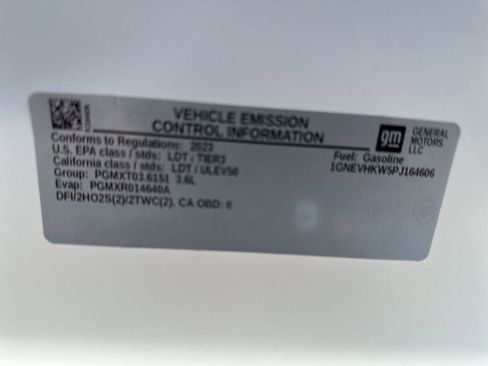 VEHICLE EMISSION
CONTROL INFORMATION
Conforms to Regulations: 2023
U.S. EPA class / stds: LDT / TIER3
California class / stds: LDT / ULEV50
Group: PGMXT03.6151 3.6L
Evap: PGMXR014640A
DFI/2HO2S(2)/2TWC(2), CA OBD: II
gm
GENERAL
MOTORS
LLC
Fuel: Gasoline
1GNEVHKW5PJ164606